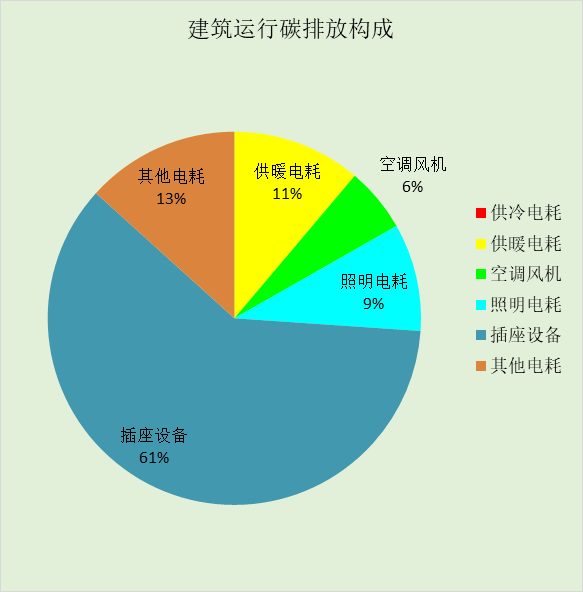 建筑运行碳排放构成
供暖电耗
11%
空调风机
6%
照明电耗
9%
插座设备
61%
其他电耗
13%
供冷电耗
供暖电耗
空调风机
照明电耗
插座设备
其他电耗